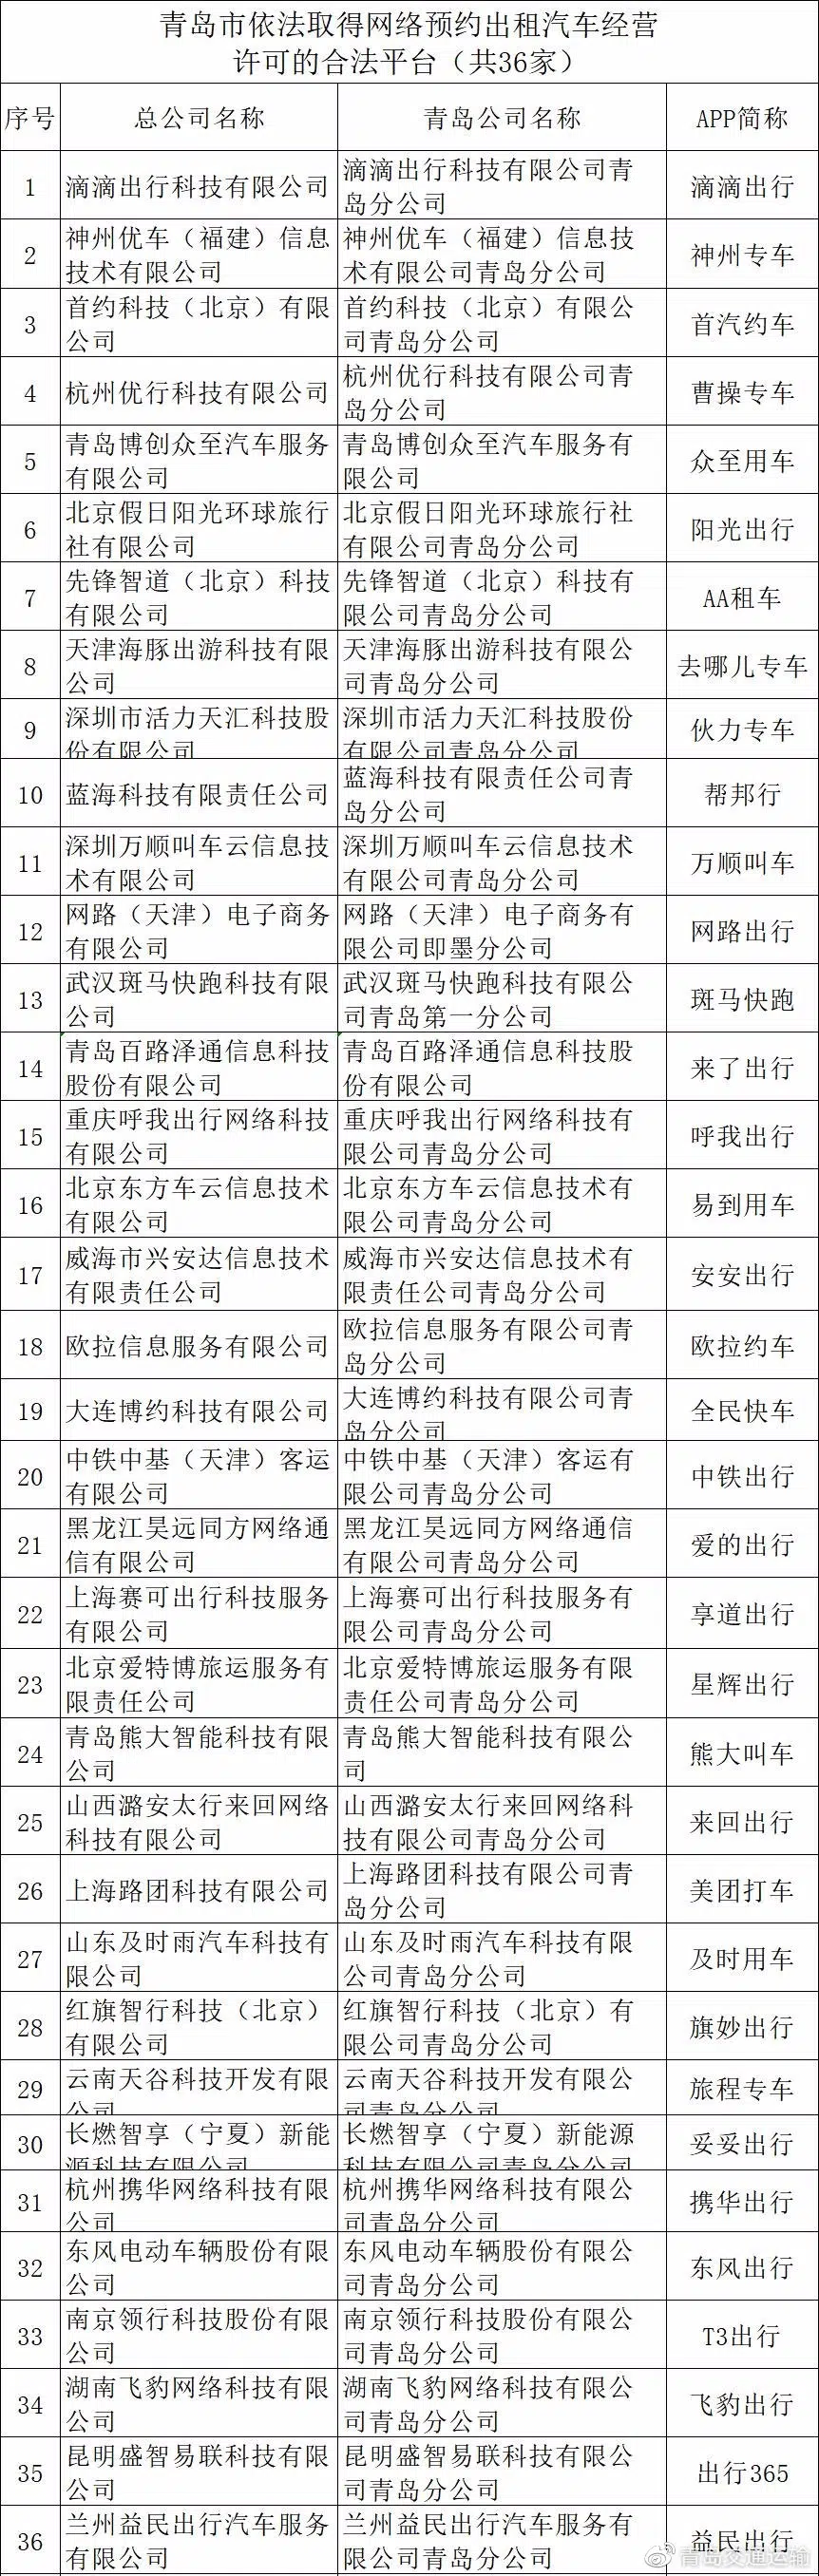 青岛市依法取得网络预约出租汽车经营
许可的合法平台（共36家）
序号 总公司名称 青岛公司名称 APP简称
1 滴滴出行科技有限公司 滴滴出行科技有限公司青
岛分公司 滴滴出行
2 神州优车（福建）信息
技术有限公司 神州优车（福建）信息技
术有限公司青岛分公司 神州专车
3 首约科技（北京）有限
公司 首约科技（北京）有限公
司青岛分公司 首汽约车
4 杭州优行科技有限公司 杭州优行科技有限公司青
岛分公司 曹操专车
5 青岛博创众至汽车服务
有限公司 青岛博创众至汽车服务有
限公司 众至用车
6 北京假日阳光环球旅行
社有限公司 北京假日阳光环球旅行社
有限公司青岛分公司 阳光出行
7 先锋智道（北京）科技
有限公司 先锋智道（北京）科技有
限公司青岛分公司 AA租车
8 天津海豚出游科技有限
公司 天津海豚出游科技有限公
司青岛分公司 去哪儿专车
9 深圳市活力天汇科技股
份有限公司 深圳市活力天汇科技股份
有限公司青岛分公司 伙力专车
10 蓝海科技有限责任公司 蓝海科技有限责任公司青
岛分公司 帮邦行
11 深圳万顺叫车云信息技
术有限公司 深圳万顺叫车云信息技术
有限公司青岛分公司 万顺叫车
12 网路（天津）电子商务
有限公司 网路（天津）电子商务有
限公司即墨分公司 网路出行
13 武汉斑马快跑科技有限
公司 武汉斑马快跑科技有限公
司青岛第一分公司 斑马快跑
14 青岛百路泽通信息科技
股份有限公司 青岛百路泽通信息科技股
份有限公司 来了出行
15 重庆呼我出行网络科技
有限公司 重庆呼我出行网络科技有
限公司青岛分公司 呼我出行
16 北京东方车云信息技术
有限公司 北京东方车云信息技术有
限公司青岛分公司 易到用车
17 威海市兴安达信息技术
有限责任公司 威海市兴安达信息技术有
限责任公司青岛分公司 安安出行
18 欧拉信息服务有限公司 欧拉信息服务有限公司青
岛分公司 欧拉约车
19 大连博约科技有限公司 大连博约科技有限公司青
岛分公司 全民快车
20 中铁中基（天津）客运
有限公司 中铁中基（天津）客运有
限公司青岛分公司 中铁出行
21 黑龙江昊远同方网络通
信有限公司 黑龙江昊远同方网络通信
有限公司青岛分公司 爱的出行
22 上海赛可出行科技服务
有限公司 上海赛可出行科技服务有
限公司青岛分公司 享道出行
23 北京爱特博旅运服务有
限责任公司 北京爱特博旅运服务有限
责任公司青岛分公司 星辉出行
24 青岛熊大智能科技有限
公司 青岛熊大智能科技有限公
司 熊大叫车
25 山西潞安太行来回网络
科技有限公司 山西潞安太行来回网络科
技有限公司青岛分公司 来回出行
26 上海路团科技有限公司 上海路团科技有限公司青
岛分公司 美团打车
27 山东及时雨汽车科技有
限公司 山东及时雨汽车科技有限
公司青岛分公司 及时用车
28 红旗智行科技（北京）
有限公司 红旗智行科技（北京）有
限公司青岛分公司 旗妙出行
29 云南天谷科技开发有限
公司 云南天谷科技开发有限公
司青岛分公司 旅程专车
30 长燃智享（宁夏）新能
源科技有限公司 长燃智享（宁夏）新能源
科技有限公司青岛分公司 妥妥出行
31 杭州携华网络科技有限
公司 杭州携华网络科技有限公
司青岛分公司 携华出行
32 东风电动车辆股份有限
公司 东风电动车辆股份有限公
司青岛分公司 东风出行
33 南京领行科技股份有限
公司 南京领行科技股份有限公
司青岛分公司 T3出行
34 湖南飞豹网络科技有限
公司 湖南飞豹网络科技有限公
司青岛分公司 飞豹出行
35 昆明盛智易联科技有限
公司 昆明盛智易联科技有限公
司青岛分公司 出行365
36 兰州益民出行汽车服务
有限公司 兰州益民出行汽车服务有
限公司青岛分公司 益民出行
青岛交通运输